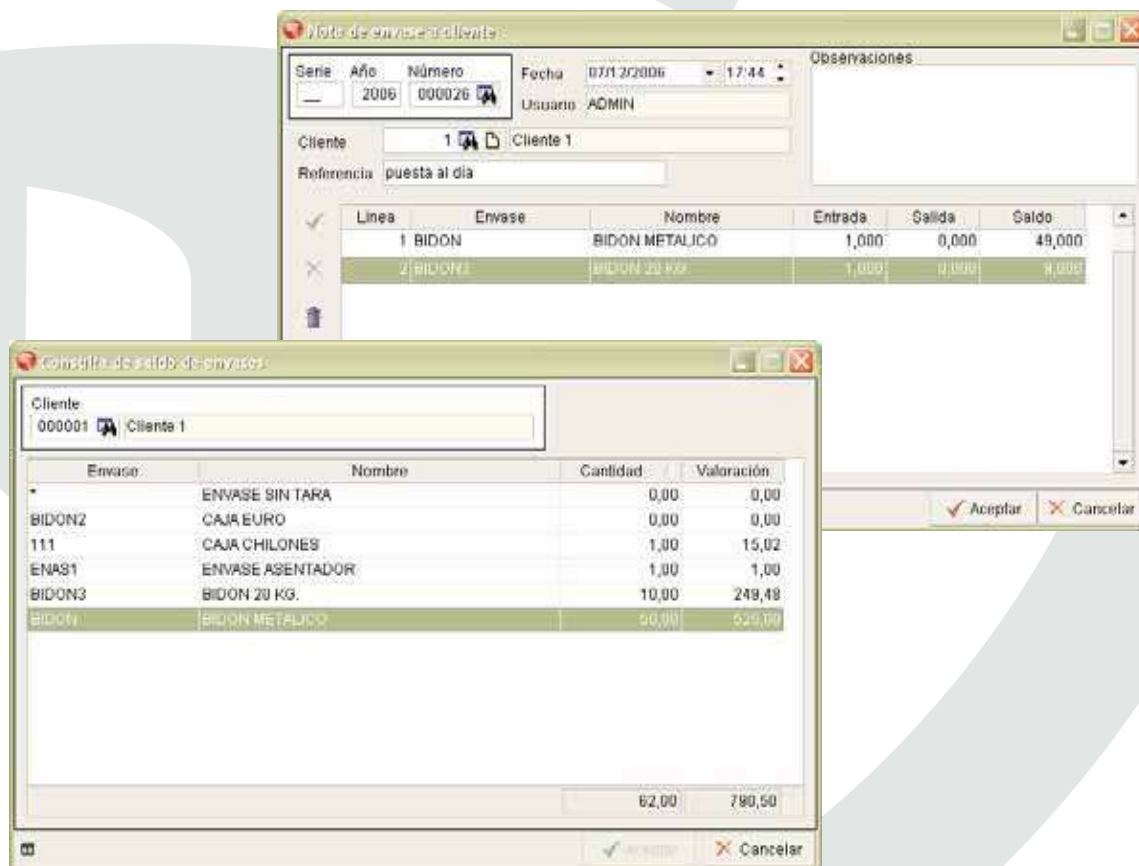 Nota de envase a cliente
Serie Año Número
__ 2006 000026
Fecha 07/12/2006 17:44
Usuario ADMIN
Observaciones
Cliente 1 Cliente 1
Referencia puesta al dia
Linea Envase Nombre Entrada Salida Saldo
1 BIDON BIDON METALICO 1,000 0,000 49,000
2 BIDON3 BIDON 20 KG. 1,000 0,000 9,000
Aceptar Cancelar
Consulta de saldo de envases
Cliente
000001 Cliente 1
Envase Nombre Cantidad / Valoración
* ENVASE SIN TARA 0,00 0,00
BIDON2 CAJA EURO 0,00 0,00
111 CAJA CHILONES 1,00 15,02
ENAS1 ENVASE ASENTADOR 1,00 1,00
BIDON3 BIDON 20 KG. 10,00 249,48
BIDON BIDON METALICO 50,00 525,00
62,00 790,50
Aceptar Cancelar